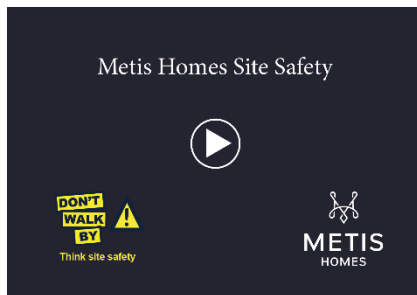 Metis Homes Site Safety
DON'T
WALK
BY
Think site safety
METIS
HOMES